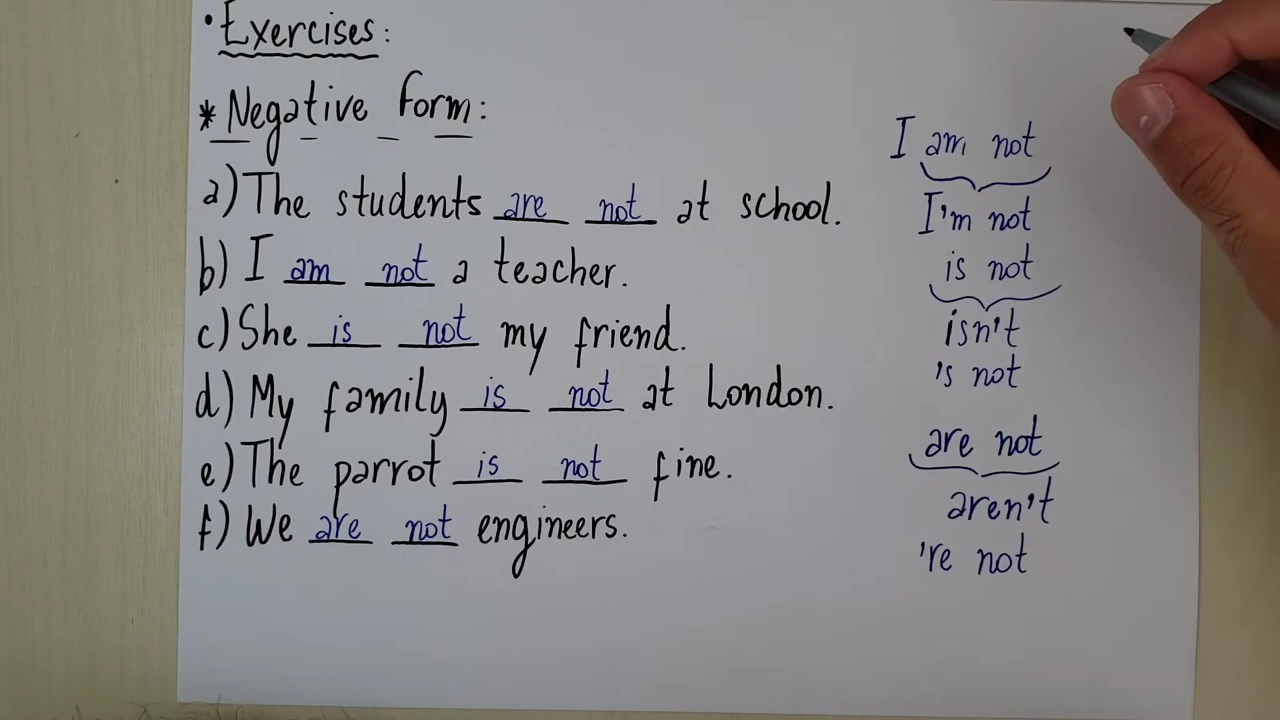 • Exercises:
* Negative form:
a) The students are not at school.
b) I am not a teacher.
c) She is not my friend.
d) My family is not at London.
e) The parrot is not fine.
f) We are not engineers.
I am not
I'm not
is not
isn't
's not
are not
aren't
're not